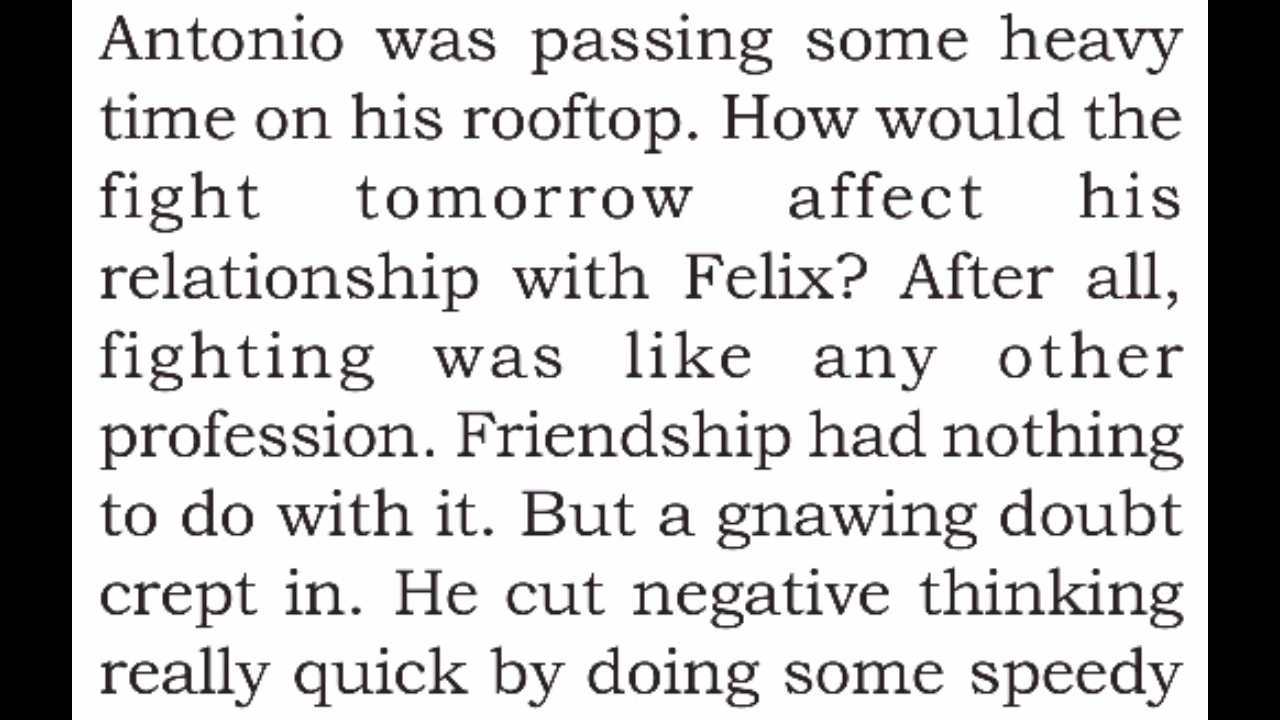 Antonio was passing some heavy
time on his rooftop. How would the
fight tomorrow affect his
relationship with Felix? After all,
fighting was like any other
profession. Friendship had nothing
to do with it. But a gnawing doubt
crept in. He cut negative thinking
really quick by doing some speedy